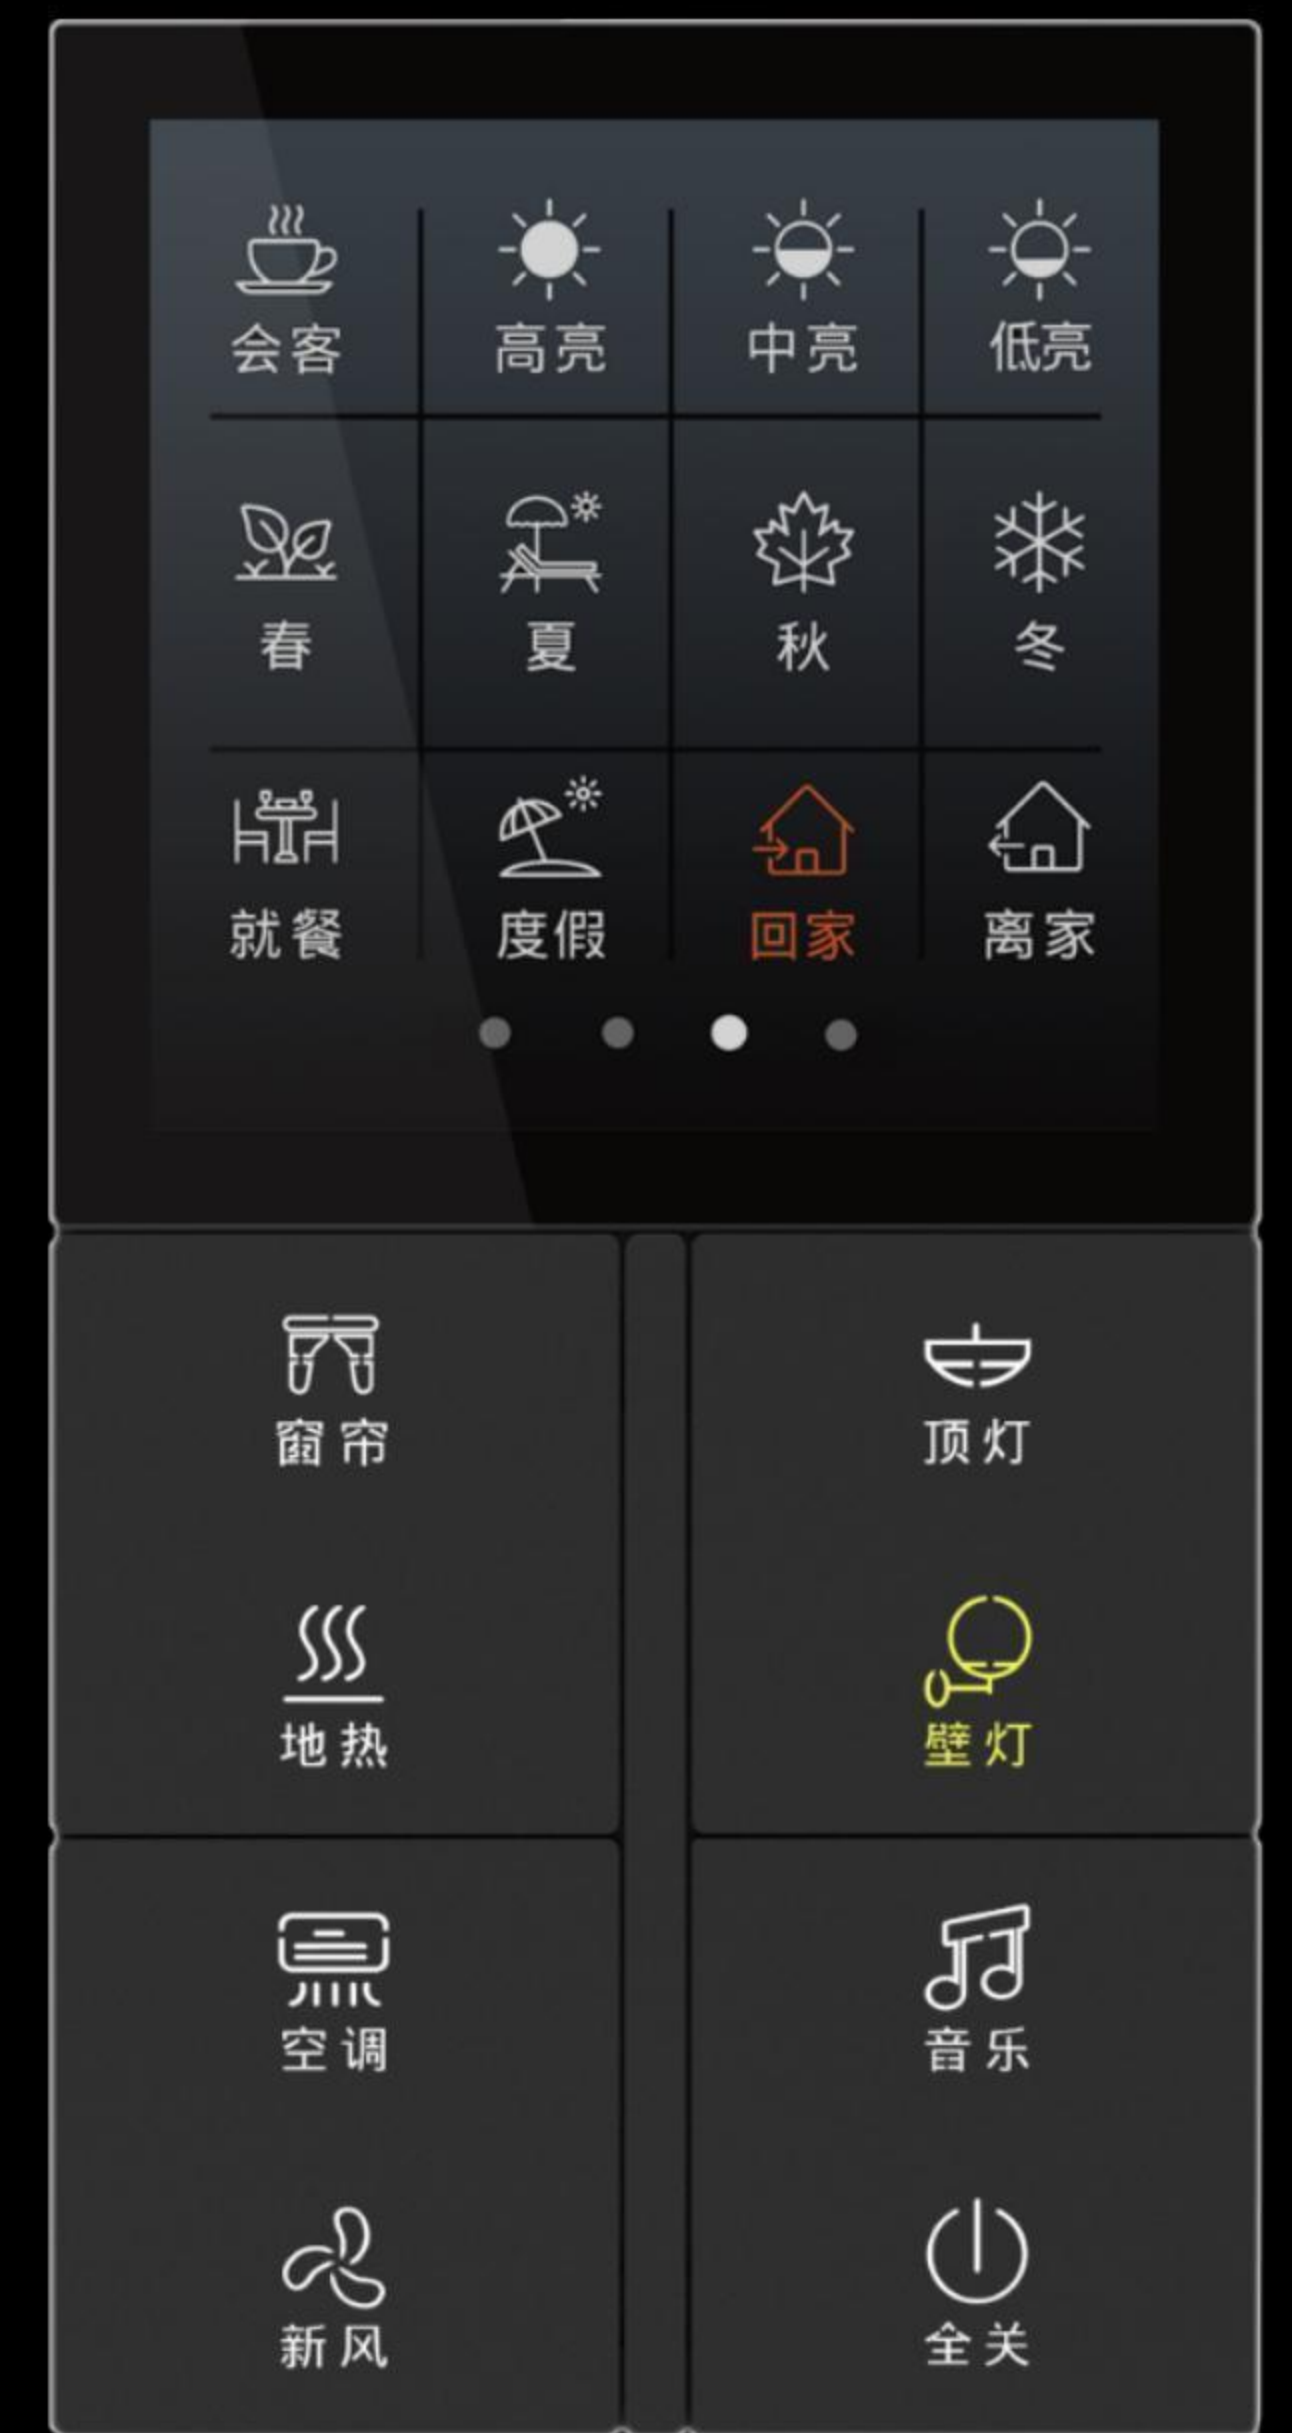 会客 高亮 中亮 低亮
春 夏 秋 冬
就餐 度假 回家 离家
窗帘 顶灯
地热 壁灯
空调 音乐
新风 全关